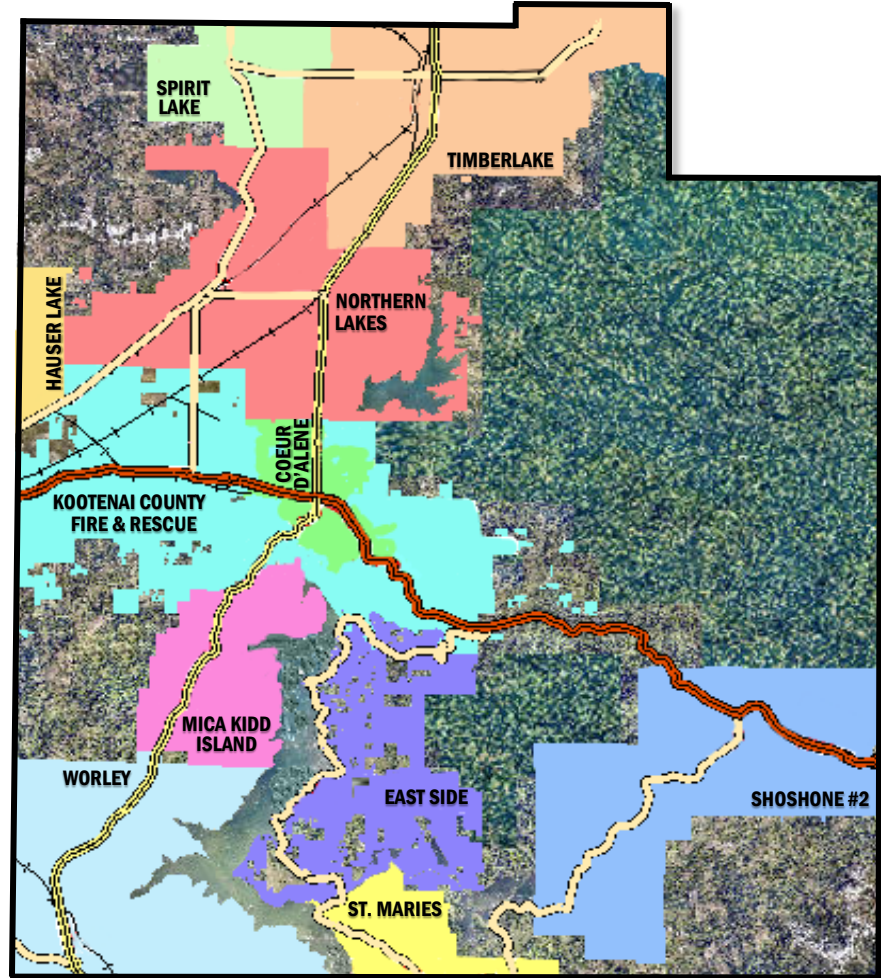 SPIRIT
LAKE
TIMBERLAKE
HAUSER LAKE
NORTHERN
LAKES
COEUR
D'ALENE
KOOTENAI COUNTY
FIRE & RESCUE
MICA KIDD
ISLAND
WORLEY
EAST SIDE
SHOSHONE #2
ST. MARIES